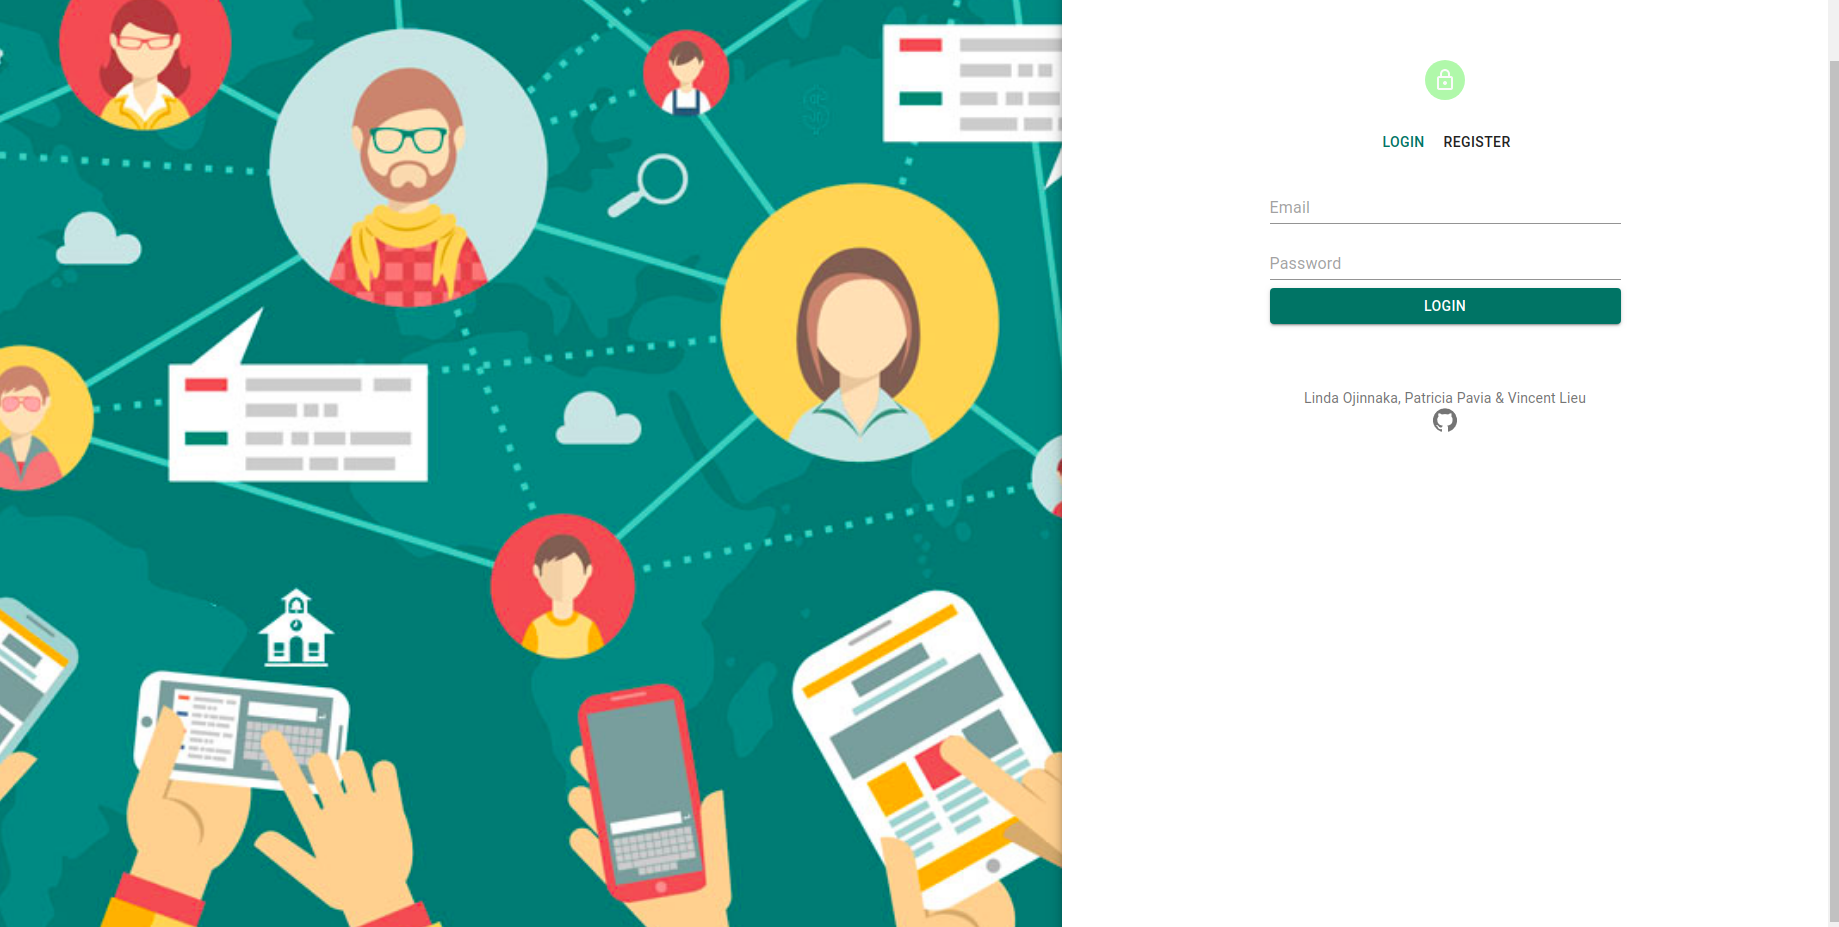 LOGIN REGISTER
Email
Password
LOGIN
Linda Ojinnaka, Patricia Pavia & Vincent Lieu